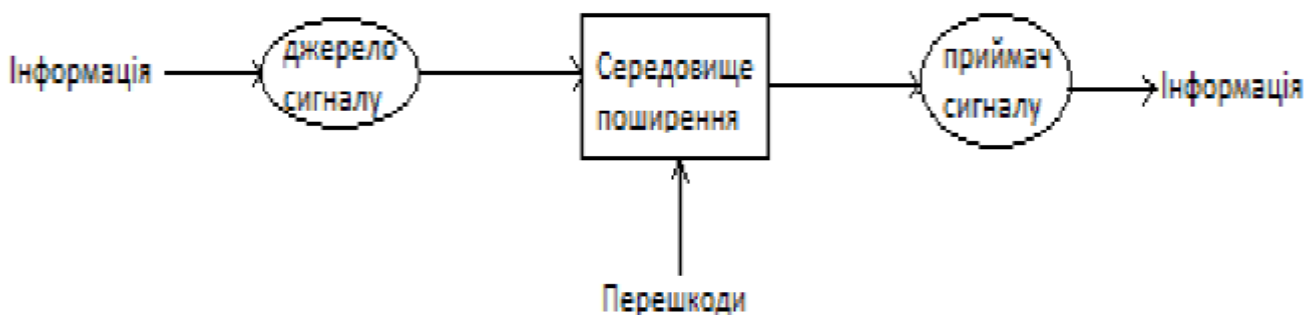 Інформація
джерело
сигналу
Середовище
поширення
приймач
сигналу
Інформація
Перешкоди